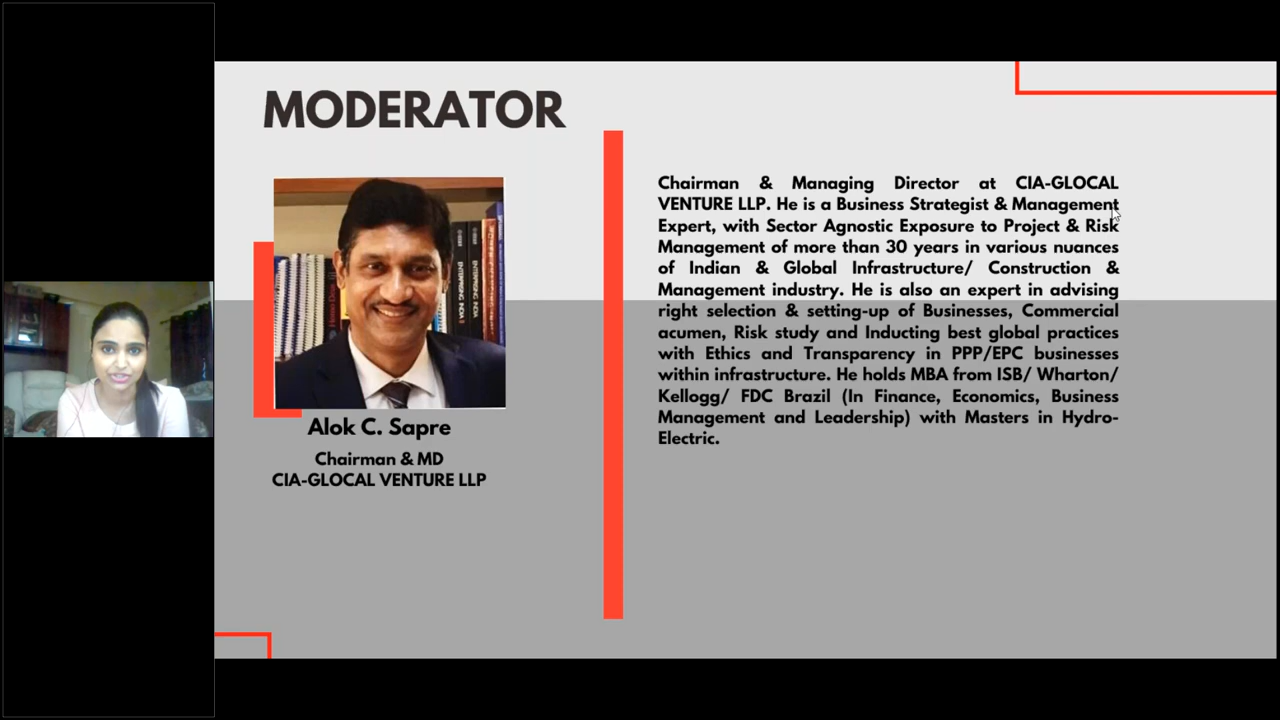 MODERATOR
Chairman & Managing Director at CIA-GLOCAL
VENTURE LLP. He is a Business Strategist & Management
Expert, with Sector Agnostic Exposure to Project & Risk
Management of more than 30 years in various nuances
of Indian & Global Infrastructure/ Construction &
Management industry. He is also an expert in advising
right selection & setting-up of Businesses, Commercial
acumen, Risk study and Inducting best global practices
with Ethics and Transparency in PPP/EPC businesses
within infrastructure. He holds MBA from ISB/ Wharton/
Kellogg/ FDC Brazil (In Finance, Economics, Business
Management and Leadership) with Masters in Hydro-
Electric.
ENTERPRISING INDIA
Alok C. Sapre
Chairman & MD
CIA-GLOCAL VENTURE LLP